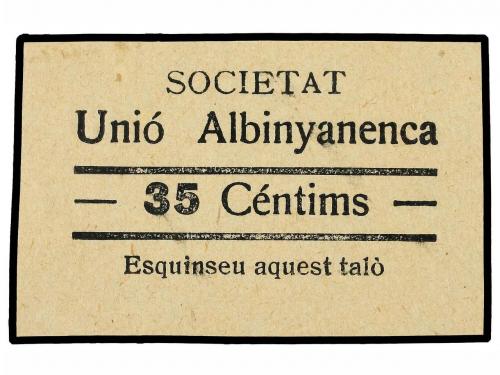 SOCIETAT
Unió Albinyanenca
— 35 Céntims —
Esquinseu aquest talò